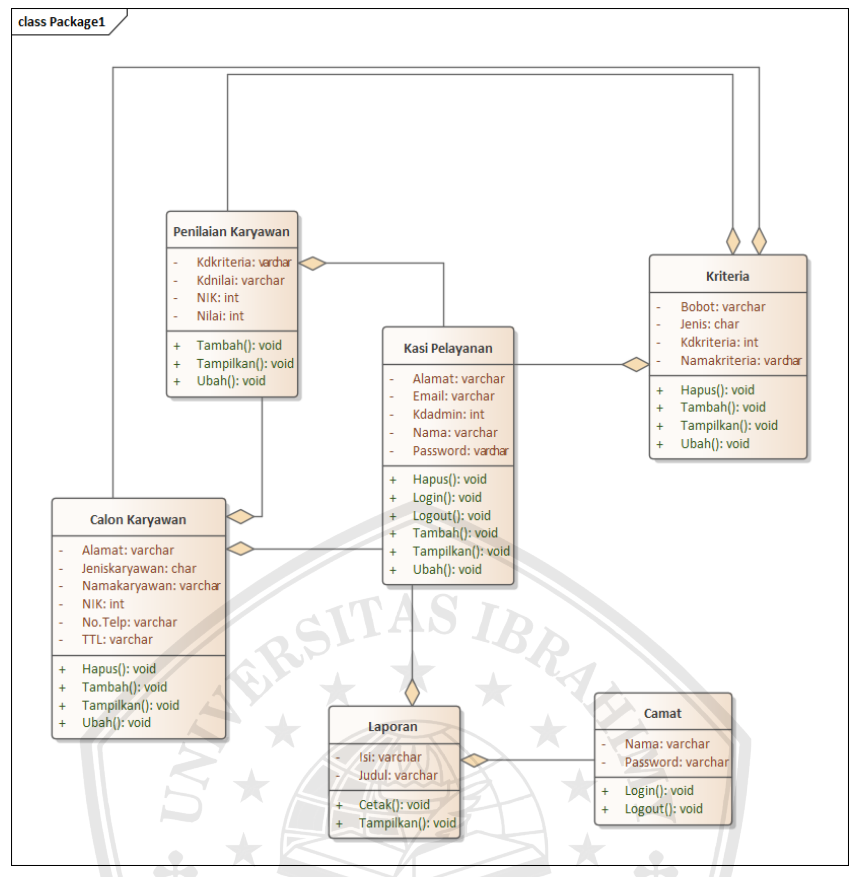 class Package1
Penilaian Karyawan
- Kdkriteria: varchar
- Kdnilai: varchar
- NIK: int
- Nilai: int
+ Tambah(): void
+ Tampilkan(): void
+ Ubah(): void
Kriteria
- Bobot: varchar
- Jenis: char
- Kdkriteria: int
- Namakriteria: varchar
+ Hapus(): void
+ Tambah(): void
+ Tampilkan(): void
+ Ubah(): void
Kasi Pelayanan
- Alamat: varchar
- Email: varchar
- Kdadmin: int
- Nama: varchar
- Password: varchar
+ Hapus(): void
+ Login(): void
+ Logout(): void
+ Tambah(): void
+ Tampilkan(): void
+ Ubah(): void
Calon Karyawan
- Alamat: varchar
- Jeniskaryawan: char
- Namakaryawan: varchar
- NIK: int
- No.Telp: varchar
- TTL: varchar
+ Hapus(): void
+ Tambah(): void
+ Tampilkan(): void
+ Ubah(): void
Laporan
- Isi: varchar
- Judul: varchar
+ Cetak(): void
+ Tampilkan(): void
Camat
- Nama: varchar
- Password: varchar
+ Login(): void
+ Logout(): void
UNIVERSITAS IBRAHIMY